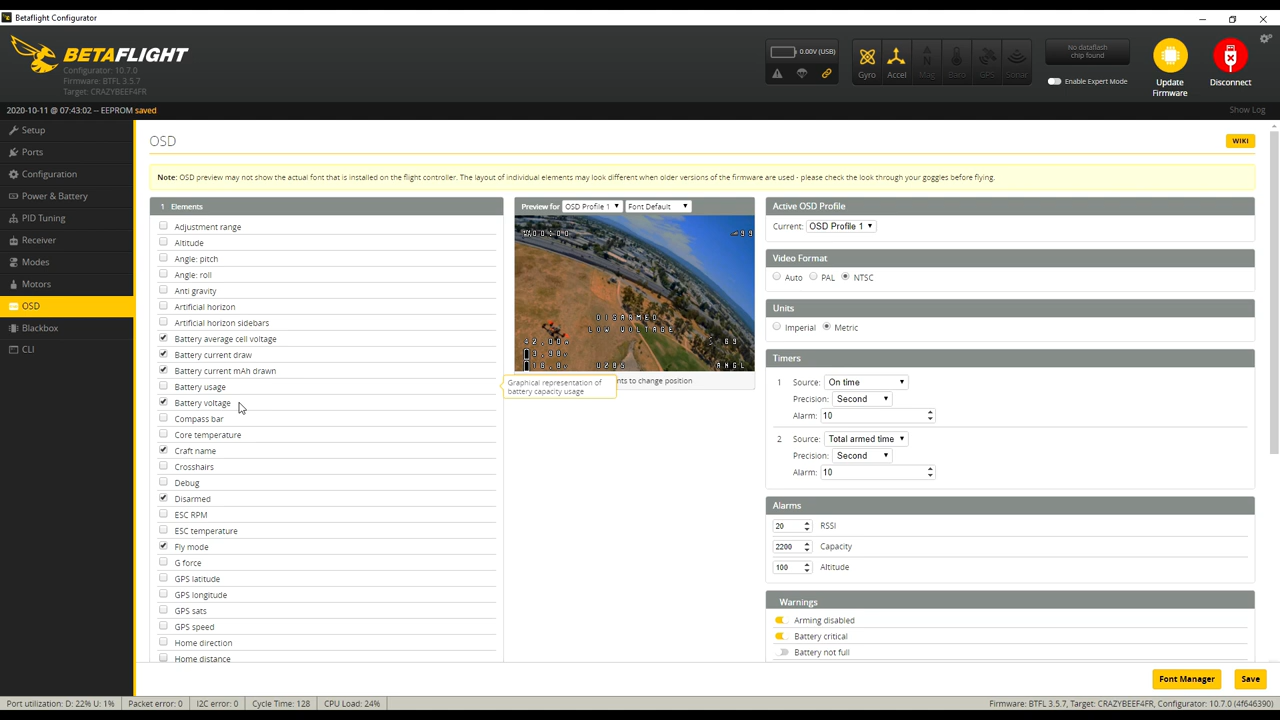 Betaflight Configurator
BETAFLIGHT
Configurator: 10.7.0
Firmware: BTFL 3.5.7
Target: CRAZYBEEF4FR
0.00V (USB)
Gyro
Accel
Mag
Baro
GPS
Sonar
No dataflash
chip found
Enable Expert Mode
Update
Firmware
Disconnect
2020-10-11 @ 07:43:02 -- EEPROM saved
Show Log
Setup
Ports
Configuration
Power & Battery
PID Tuning
Receiver
Modes
Motors
OSD
Blackbox
CLI
OSD
WIKI
Note: OSD preview may not show the actual font that is installed on the flight controller. The layout of individual elements may look different when older versions of the firmware are used - please check the look through your goggles before flying.
1 Elements
Adjustment range
Altitude
Angle: pitch
Angle: roll
Anti gravity
Artificial horizon
Artificial horizon sidebars
Battery average cell voltage
Battery current draw
Battery current mAh drawn
Battery usage
Battery voltage
Compass bar
Core temperature
Craft name
Crosshairs
Debug
Disarmed
ESC RPM
ESC temperature
Fly mode
G force
GPS latitude
GPS longitude
GPS sats
GPS speed
Home direction
Home distance
Preview for OSD Profile 1 Font Default
DISARMED
LOW VOLTAGE
42.00
69
ANGL
nts to change position
Graphical representation of
battery capacity usage
Active OSD Profile
Current: OSD Profile 1
Video Format
Auto PAL NTSC
Units
Imperial Metric
Timers
1 Source: On time
Precision: Second
Alarm: 10
2 Source: Total armed time
Precision: Second
Alarm: 10
Alarms
20 RSSI
2200 Capacity
100 Altitude
Warnings
Arming disabled
Battery critical
Battery not full
Font Manager
Save
Port utilization: D: 22% U: 1% Packet error: 0 I2C error: 0 Cycle Time: 128 CPU Load: 24% Firmware: BTFL 3.5.7, Target: CRAZYBEEF4FR, Configurator: 10.7.0 (4f646390)